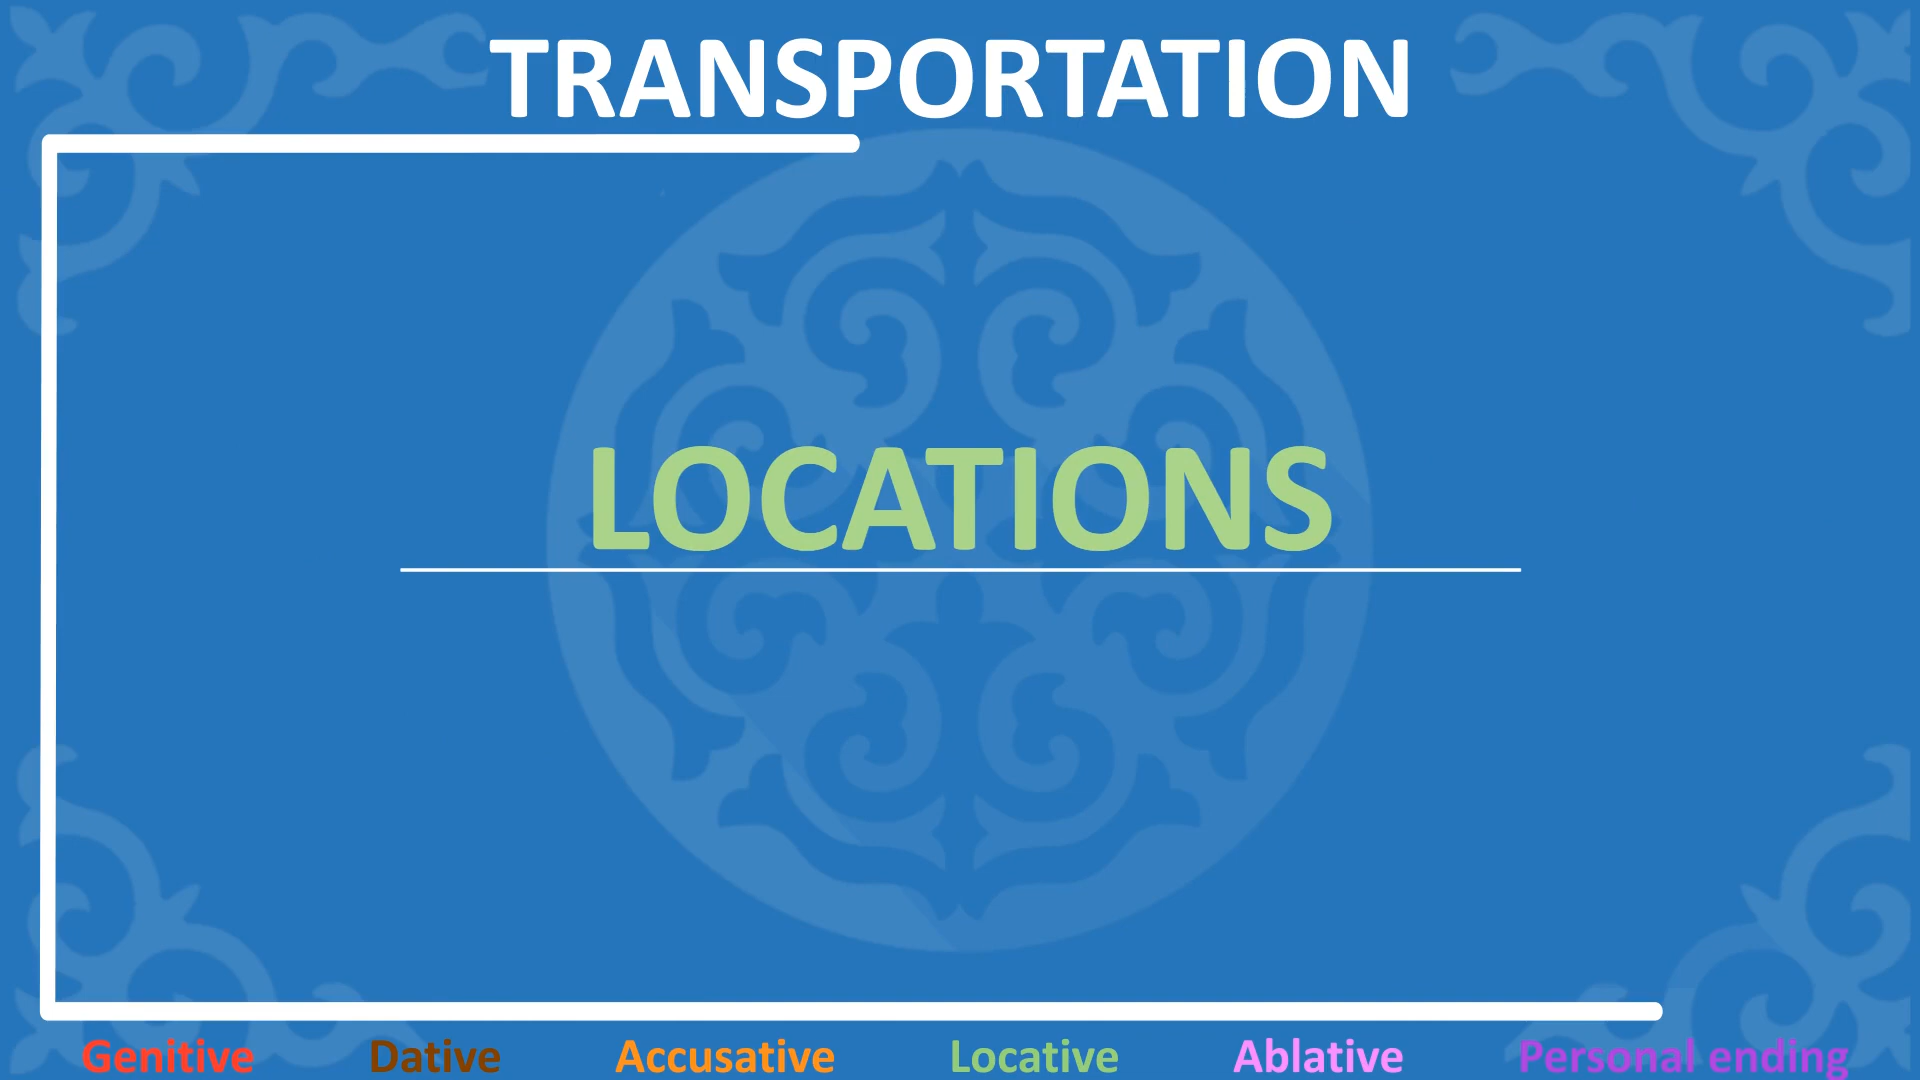 TRANSPORTATION
LOCATIONS
Genitive Dative Accusative Locative Ablative Personal ending